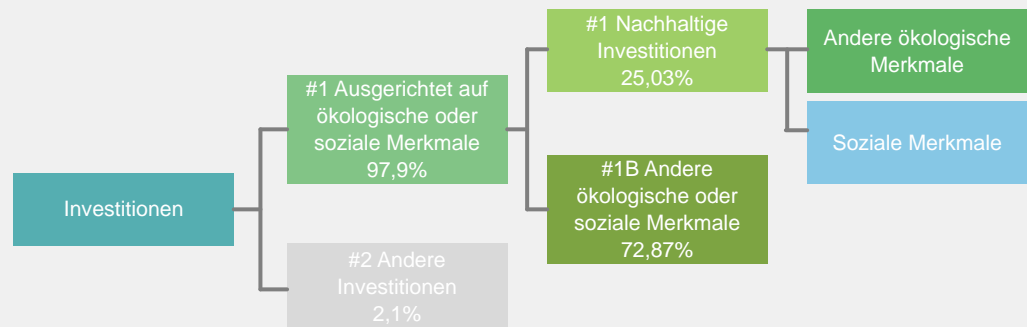 Investitionen
#1 Ausgerichtet auf
ökologische oder
soziale Merkmale
97,9%
#2 Andere
Investitionen
2,1%
#1 Nachhaltige
Investitionen
25,03%
#1B Andere
ökologische oder
soziale Merkmale
72,87%
Andere ökologische
Merkmale
Soziale Merkmale